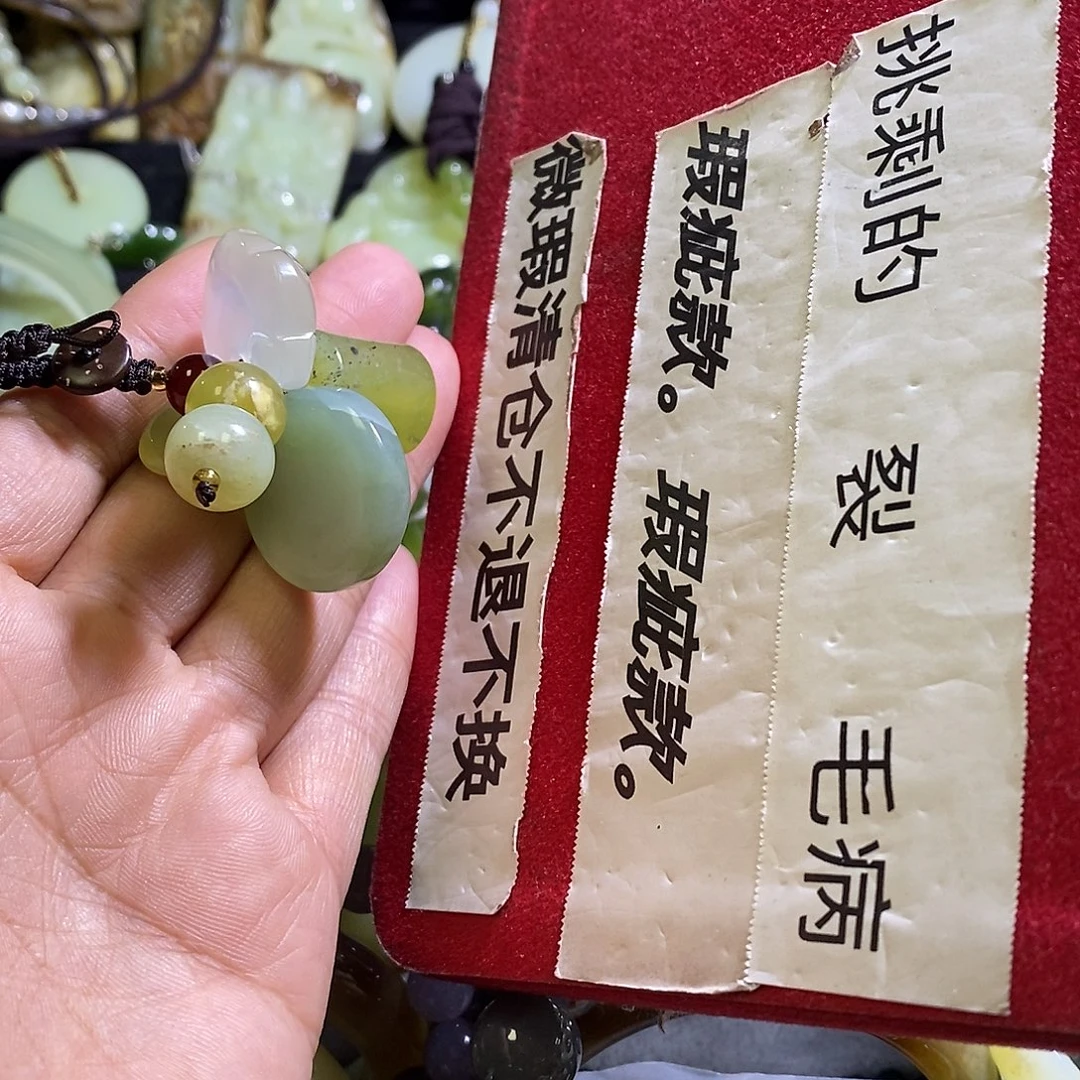 挑剩的 裂 毛病
瑕疵款。瑕疵款。
微瑕清仓不退不换